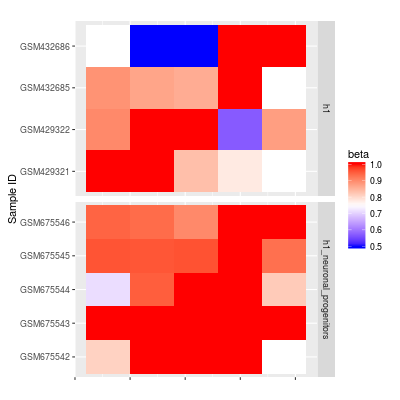 GSM432686
GSM432685
GSM429322
GSM429321
h1
GSM675546
GSM675545
GSM675544
GSM675543
GSM675542
h1_neuronal_progenitors
Sample ID
beta
1.0
0.9
0.8
0.7
0.6
0.5